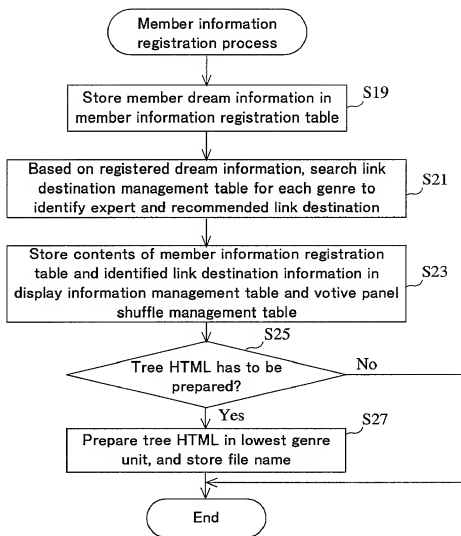 Member information
registration process
S19
Store member dream information in
member information registration table
S21
Based on registered dream information, search link
destination management table for each genre to
identify expert and recommended link destination
S23
Store contents of member information registration
table and identified link destination information in
display information management table and votive panel
shuffle management table
S25
Tree HTML has to be
prepared?
No
Yes
S27
Prepare tree HTML in lowest genre
unit, and store file name
End